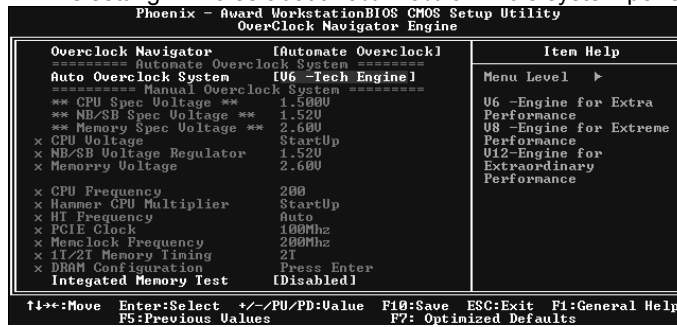 Phoenix – Award WorkstationBIOS CMOS Setup Utility
OverClock Navigator Engine
Overclock Navigator [Automate Overclock]
========= Automate Overclock System =========
Auto Overclock System [V6 -Tech Engine]
========== Manual Overclock System =========
** CPU Spec Voltage ** 1.500V
** NB/SB Spec Voltage ** 1.52V
** Memory Spec Voltage ** 2.60V
x CPU Voltage StartUp
x NB/SB Voltage Regulator 1.52V
x Memorry Voltage 2.60V
x CPU Frequency 200
x Hammer CPU Multiplier StartUp
x HT Frequency Auto
x PCIE Clock 100Mhz
x Memclock Frequency 200Mhz
x 1T/2T Memory Timing 2T
x DRAM Configuration Press Enter
Integated Memory Test [Disabled]
Item Help
Menu Level ▶
V6 -Engine for Extra
Performance
V8 -Engine for Extreme
Performance
V12-Engine for
Extraordinary
Performance
↑↓→←:Move Enter:Select +/-/PU/PD:Value F10:Save ESC:Exit F1:General Help
F5:Previous Values F7: Optimized Defaults